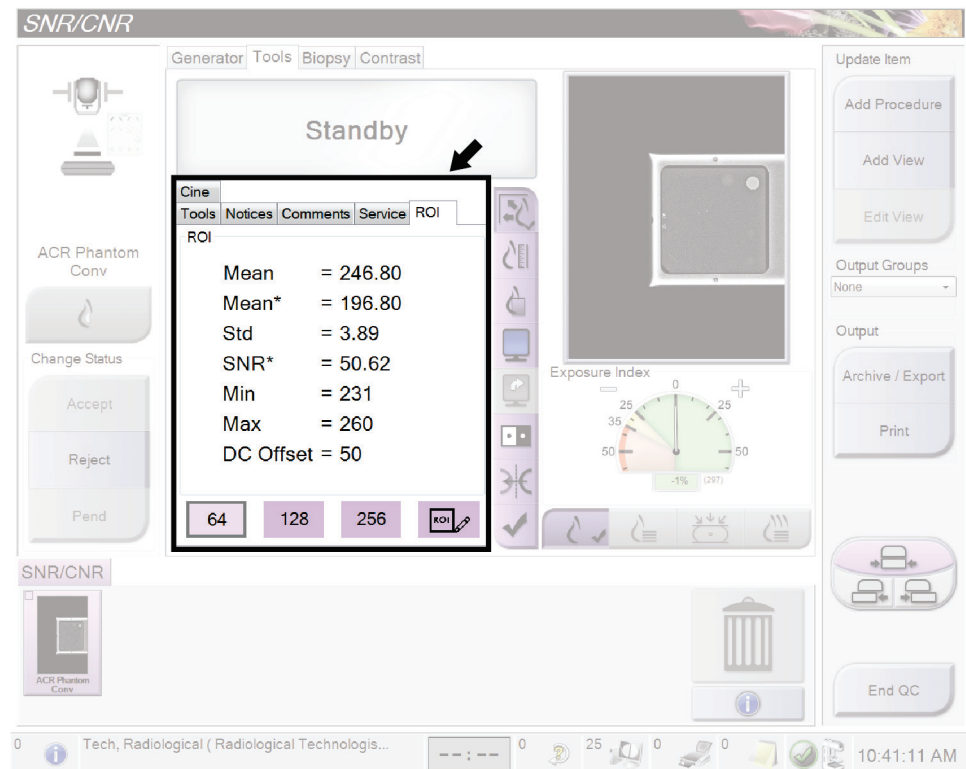 SNR/CNR
Generator Tools Biopsy Contrast
Standby
Cine
Tools Notices Comments Service ROI
ROI
Mean = 246.80
Mean* = 196.80
Std = 3.89
SNR* = 50.62
Min = 231
Max = 260
DC Offset = 50
64 128 256 ROI
ACR Phantom
Conv
Change Status
Accept
Reject
Pend
Exposure Index
0
25 25
35
50 50
-1% (297)
Update Item
Add Procedure
Add View
Edit View
Output Groups
None
Output
Archive / Export
Print
End QC
SNR/CNR
ACR Phantom
Conv
0 Tech, Radiological ( Radiological Technologis... --:-- 0 25 0 0 10:41:11 AM